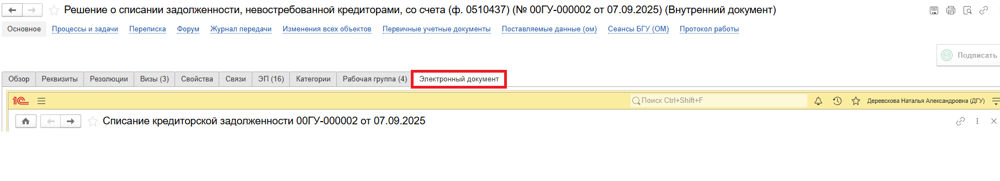 Решение о списании задолженности, невостребованной кредиторами, со счета (ф. 0510437) (№ 00ГУ-000002 от 07.09.2025) (Внутренний документ)
Основное Процессы и задачи Переписка Форум Журнал передачи Изменения всех объектов Первичные учетные документы Поставляемые данные (ом) Сеансы БГУ (ОМ) Протокол работы
Подписать
Обзор Реквизиты Резолюции Визы (3) Свойства Связи ЭП (16) Категории Рабочая группа (4) Электронный документ
1С Поиск Ctrl+Shift+F Деревскова Наталья Александровна (ДГУ)
Списание кредиторской задолженности 00ГУ-000002 от 07.09.2025